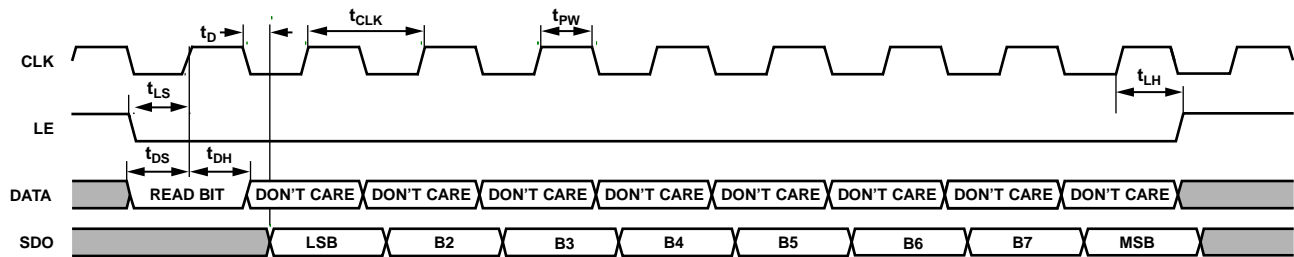 tD tCLK tPW
CLK
tLS tLH
LE
tDS tDH
DATA READ BIT DON'T CARE DON'T CARE DON'T CARE DON'T CARE DON'T CARE DON'T CARE DON'T CARE DON'T CARE
SDO LSB B2 B3 B4 B5 B6 B7 MSB